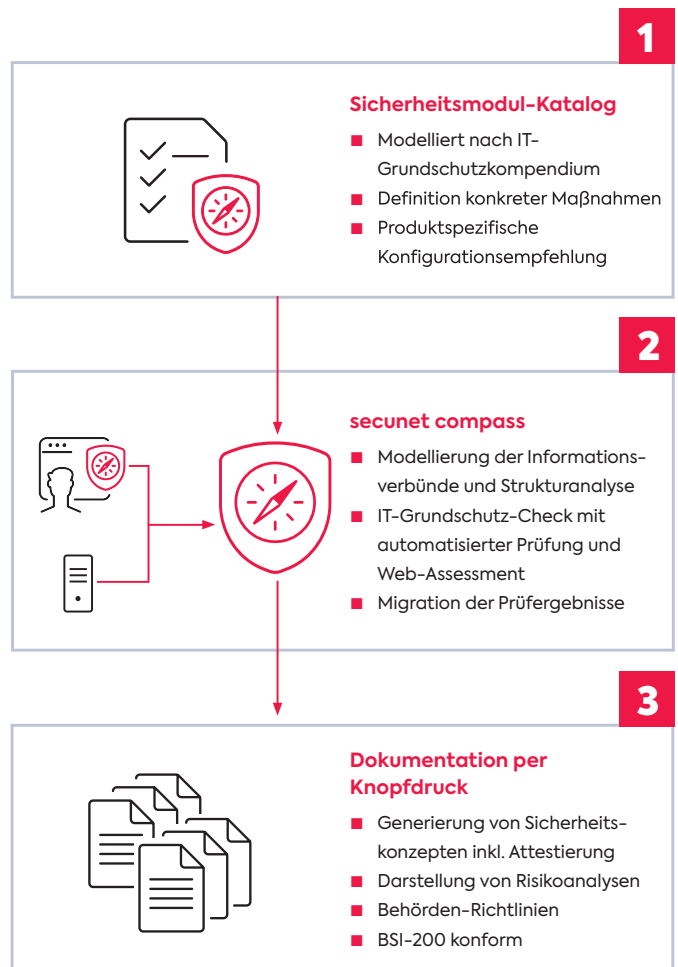 1
Sicherheitsmodul-Katalog
■ Modelliert nach IT-
Grundschutzkompendium
■ Definition konkreter Maßnahmen
■ Produktspezifische
Konfigurationsempfehlung
2
secunet compass
■ Modellierung der Informations-
verbünde und Strukturanalyse
■ IT-Grundschutz-Check mit
automatisierter Prüfung und
Web-Assessment
■ Migration der Prüfergebnisse
3
Dokumentation per
Knopfdruck
■ Generierung von Sicherheits-
konzepten inkl. Attestierung
■ Darstellung von Risikoanalysen
■ Behörden-Richtlinien
■ BSI-200 konform